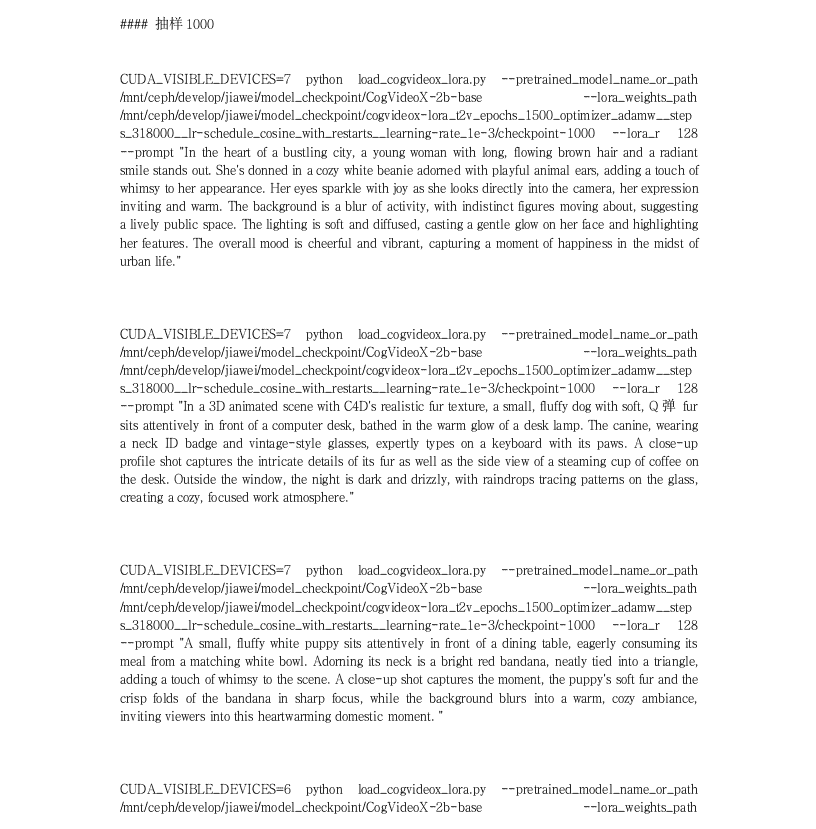 #### 抽样 1000
CUDA_VISIBLE_DEVICES=7 python load_cogvideox_lora.py --pretrained_model_name_or_path
/mnt/ceph/develop/jiawei/model_checkpoint/CogVideoX-2b-base --lora_weights_path
/mnt/ceph/develop/jiawei/model_checkpoint/cogvideox-lora_t2v_epochs_1500_optimizer_adamw__step
s_318000__lr-schedule_cosine_with_restarts__learning-rate_1e-3/checkpoint-1000 --lora_r 128
--prompt "In the heart of a bustling city, a young woman with long, flowing brown hair and a radiant
smile stands out. She's donned in a cozy white beanie adorned with playful animal ears, adding a touch of
whimsy to her appearance. Her eyes sparkle with joy as she looks directly into the camera, her expression
inviting and warm. The background is a blur of activity, with indistinct figures moving about, suggesting
a lively public space. The lighting is soft and diffused, casting a gentle glow on her face and highlighting
her features. The overall mood is cheerful and vibrant, capturing a moment of happiness in the midst of
urban life."
CUDA_VISIBLE_DEVICES=7 python load_cogvideox_lora.py --pretrained_model_name_or_path
/mnt/ceph/develop/jiawei/model_checkpoint/CogVideoX-2b-base --lora_weights_path
/mnt/ceph/develop/jiawei/model_checkpoint/cogvideox-lora_t2v_epochs_1500_optimizer_adamw__step
s_318000__lr-schedule_cosine_with_restarts__learning-rate_1e-3/checkpoint-1000 --lora_r 128
--prompt "In a 3D animated scene with C4D's realistic fur texture, a small, fluffy dog with soft, Q 弹 fur
sits attentively in front of a computer desk, bathed in the warm glow of a desk lamp. The canine, wearing
a neck ID badge and vintage-style glasses, expertly types on a keyboard with its paws. A close-up
profile shot captures the intricate details of its fur as well as the side view of a steaming cup of coffee on
the desk. Outside the window, the night is dark and drizzly, with raindrops tracing patterns on the glass,
creating a cozy, focused work atmosphere."
CUDA_VISIBLE_DEVICES=7 python load_cogvideox_lora.py --pretrained_model_name_or_path
/mnt/ceph/develop/jiawei/model_checkpoint/CogVideoX-2b-base --lora_weights_path
/mnt/ceph/develop/jiawei/model_checkpoint/cogvideox-lora_t2v_epochs_1500_optimizer_adamw__step
s_318000__lr-schedule_cosine_with_restarts__learning-rate_1e-3/checkpoint-1000 --lora_r 128
--prompt "A small, fluffy white puppy sits attentively in front of a dining table, eagerly consuming its
meal from a matching white bowl. Adorning its neck is a bright red bandana, neatly tied into a triangle,
adding a touch of whimsy to the scene. A close-up shot captures the moment, the puppy's soft fur and the
crisp folds of the bandana in sharp focus, while the background blurs into a warm, cozy ambiance,
inviting viewers into this heartwarming domestic moment. "
CUDA_VISIBLE_DEVICES=6 python load_cogvideox_lora.py --pretrained_model_name_or_path
/mnt/ceph/develop/jiawei/model_checkpoint/CogVideoX-2b-base --lora_weights_path